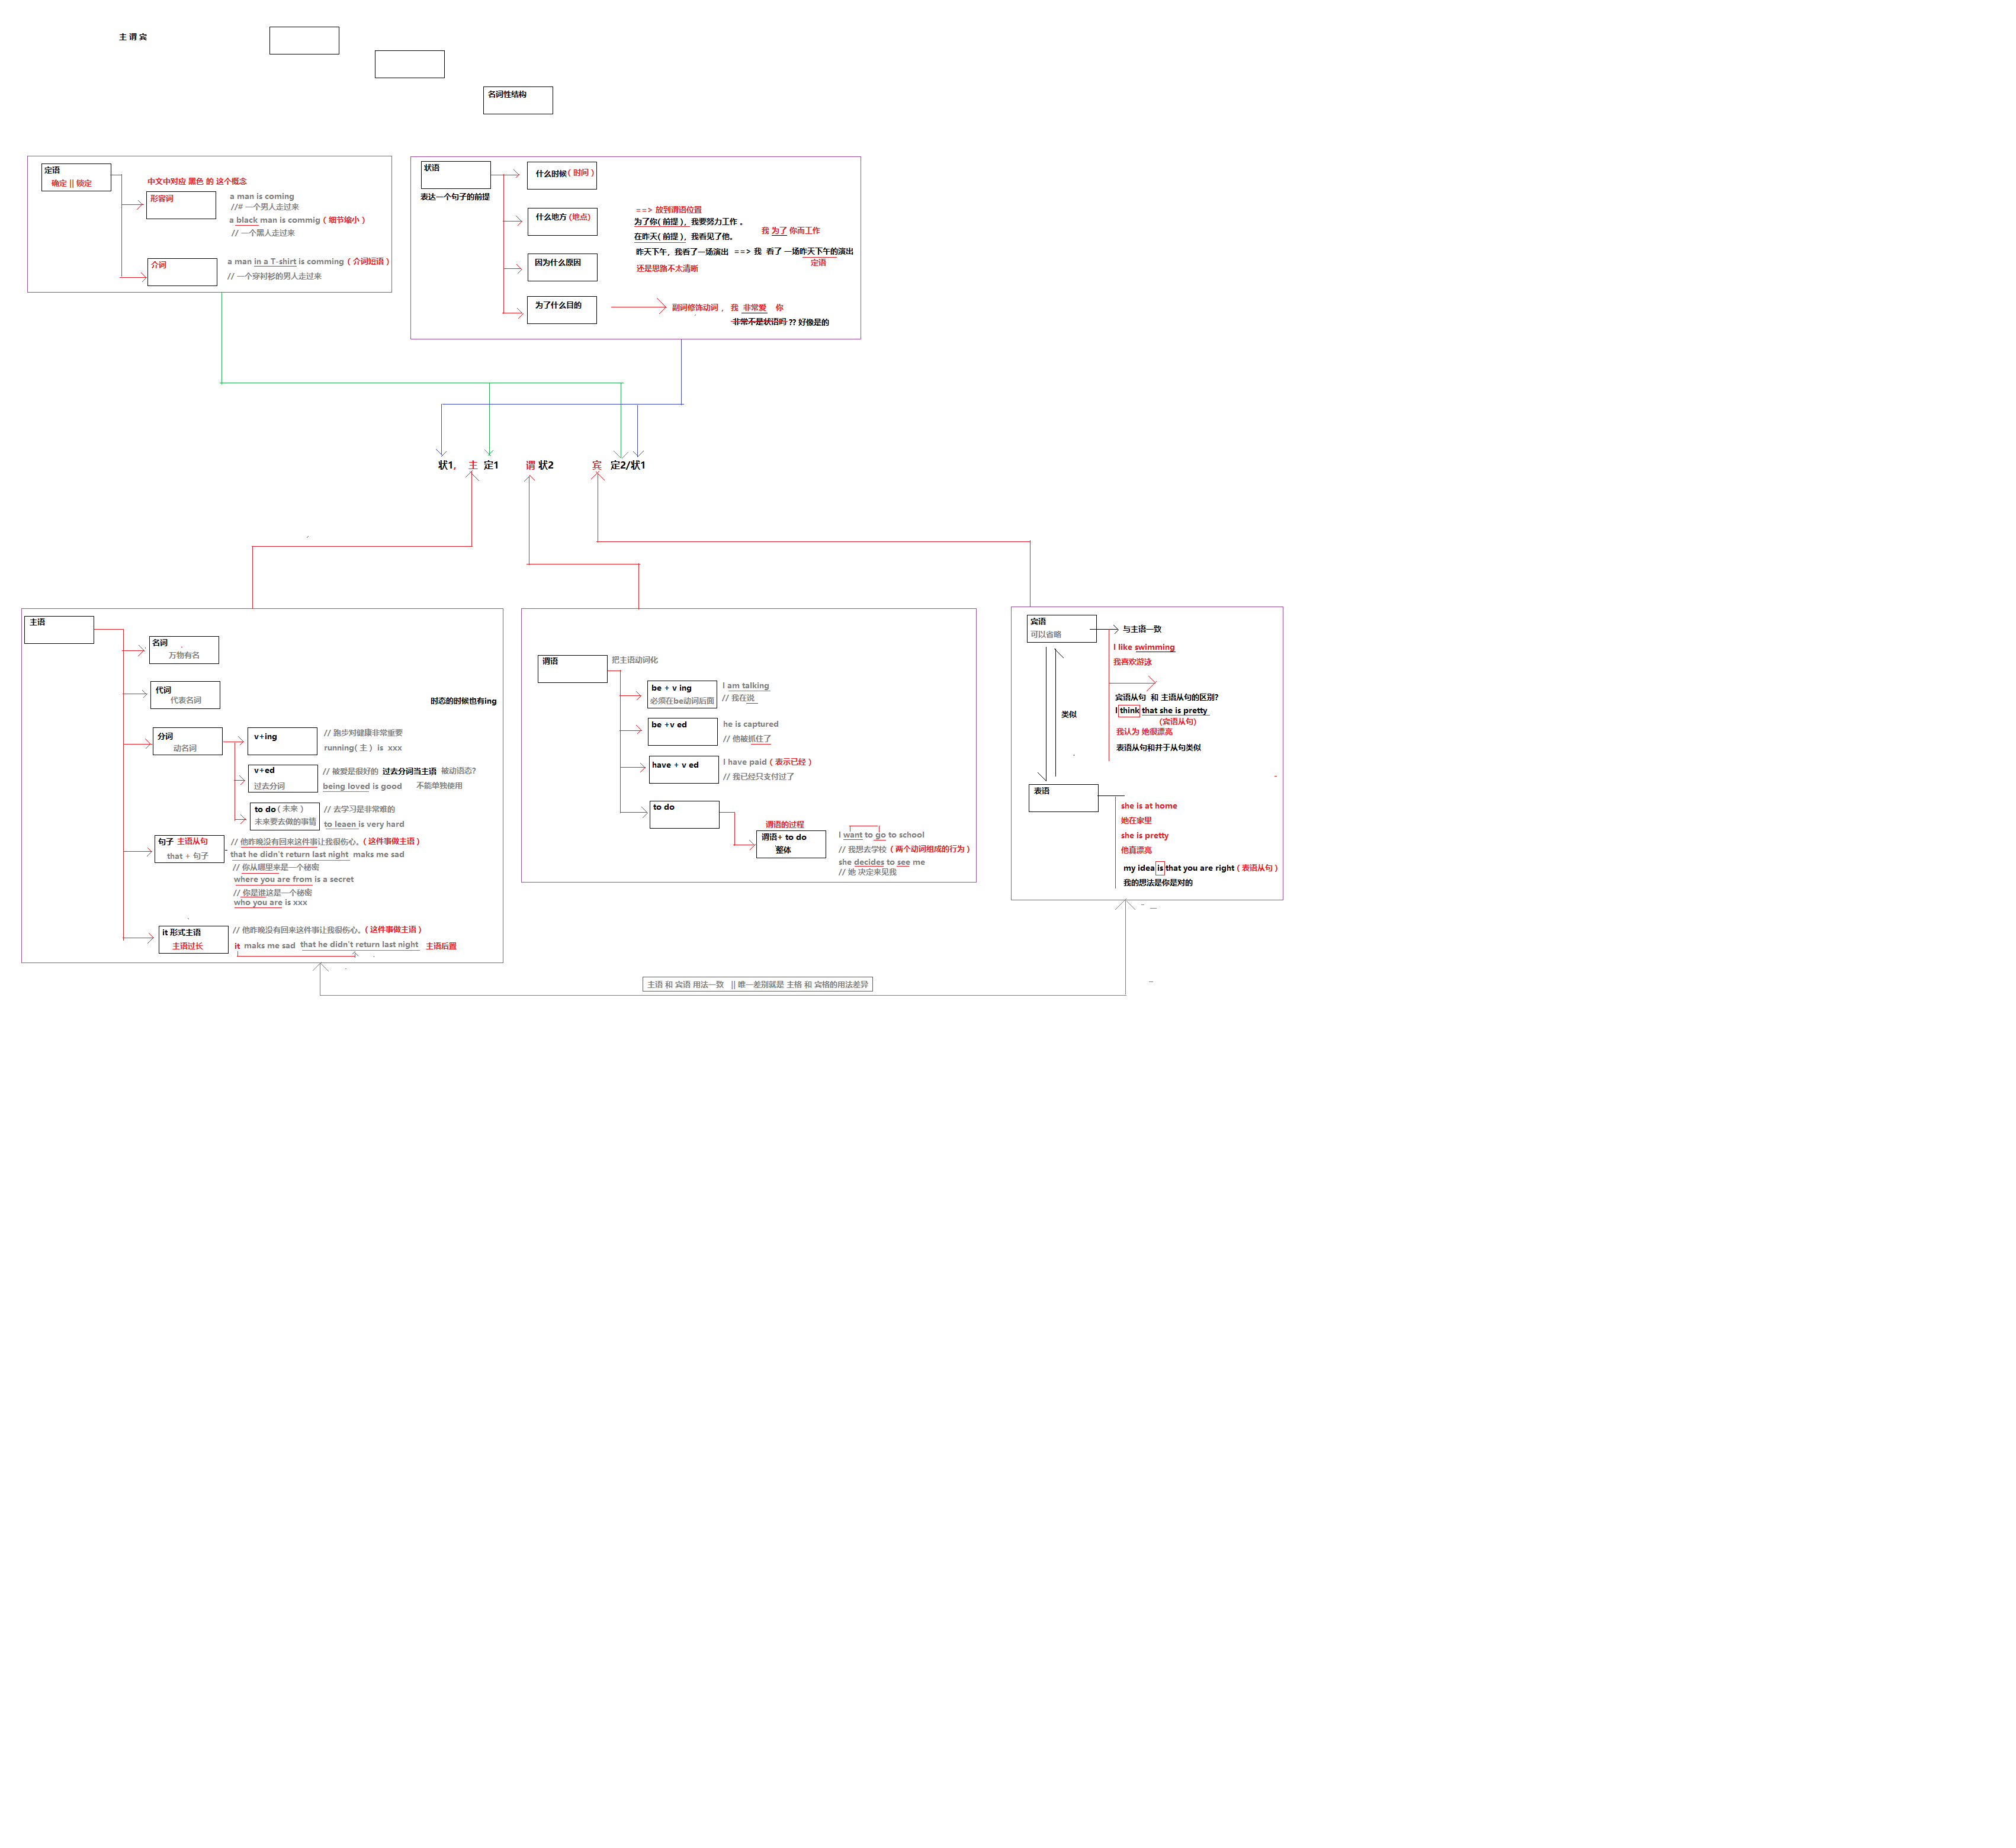 主 谓 宾
名词性结构
定语
确定 || 锁定
中文中对应 黑色 的 这个概念
形容词
a man is coming
//# 一个男人走过来
a black man is commig ( 细节缩小 )
// 一个黑人走过来
介词
a man in a T-shirt is comming ( 介词短语 )
// 一个穿衬衫的男人走过来
状语
表达一个句子的前提
什么时候 ( 时间 )
什么地方 (地点)
因为什么原因
为了什么目的
==> 放到谓语位置
为了你( 前提 ), 我要努力工作 。
我 为了 你而工作
在昨天( 前提 ), 我看见了他。
昨天下午, 我看了一场演出 ==> 我 看了 一场昨天下午的演出
定语
还是思路不太清晰
副词修饰动词 , 我 非常爱 你
非常不是状语吗 ?? 好像是的
状1, 主 定1 谓 状2 宾 定2/状1
主语
名词
万物有名
代词
代表名词
时态的时候也有ing
分词
动名词
v+ing
// 跑步对健康非常重要
running( 主 ) is xxx
v+ed
过去分词
// 被爱是很好的 过去分词当主语 被动语态?
being loved is good 不能单独使用
to do ( 未来 )
未来要去做的事情
// 去学习是非常难的
to leaen is very hard
句子 主语从句
that + 句子
// 他昨晚没有回来这件事让我很伤心。( 这件事做主语 )
that he didn't return last night maks me sad
// 你从哪里来是一个秘密
where you are from is a secret
// 你是谁这是一个秘密
who you are is xxx
it 形式主语
主语过长
// 他昨晚没有回来这件事让我很伤心。( 这件事做主语 )
it maks me sad that he didn't return last night 主语后置
谓语
把主语动词化
be + v ing
必须在be动词后面
I am talking
// 我在说
be +v ed
he is captured
// 他被抓住了
have + v ed
I have paid ( 表示已经 )
// 我已经只支付过了
to do
谓语的过程
谓语+ to do
整体
I want to go to school
// 我想去学校 ( 两个动词组成的行为 )
she decides to see me
// 她 决定来见我
宾语
可以省略
与主语一致
I like swimming
我喜欢游泳
宾语从句 和 主语从句的区别?
I think that she is pretty
(宾语从句)
我认为 她很漂亮
表语从句和并于从句类似
类似
表语
she is at home
她在家里
she is pretty
他直漂亮
my idea is that you are right ( 表语从句 )
我的想法是你是对的
主语 和 宾语 用法一致 || 唯一差别就是 主格 和 宾格的用法差异